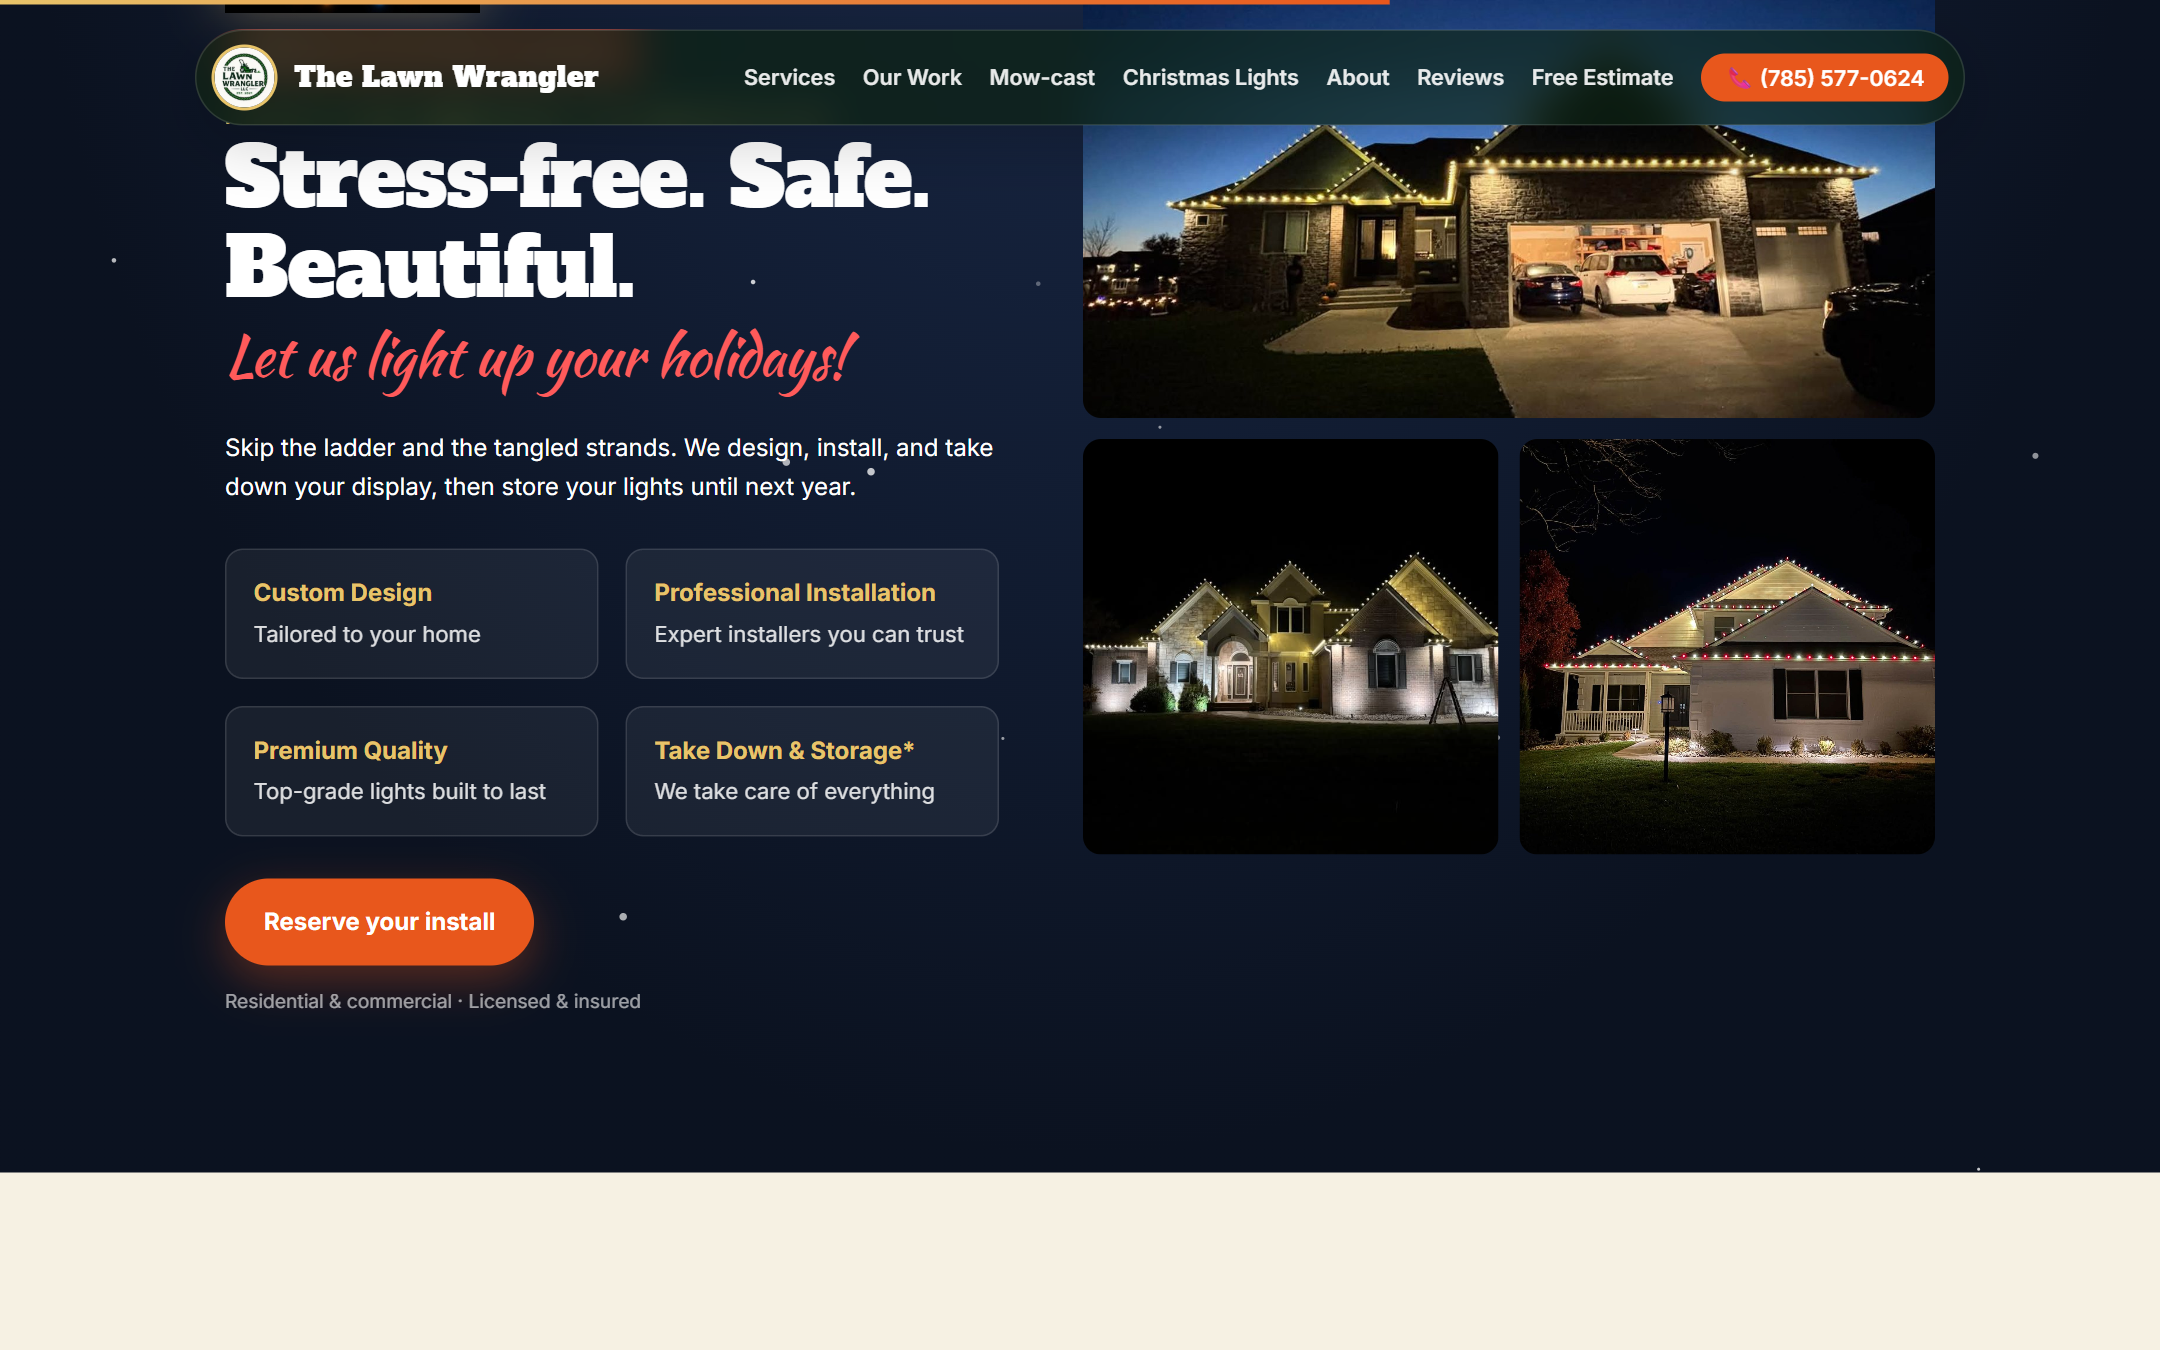 THE
LAWN
WRANGLER
LLC
The Lawn Wrangler
Services
Our Work
Mow-cast
Christmas Lights
About
Reviews
Free Estimate
(785) 577-0624
Stress-free. Safe.
Beautiful.
Let us light up your holidays!
Skip the ladder and the tangled strands. We design, install, and take
down your display, then store your lights until next year.
Custom Design
Tailored to your home
Professional Installation
Expert installers you can trust
Premium Quality
Top-grade lights built to last
Take Down & Storage*
We take care of everything
Reserve your install
Residential & commercial · Licensed & insured